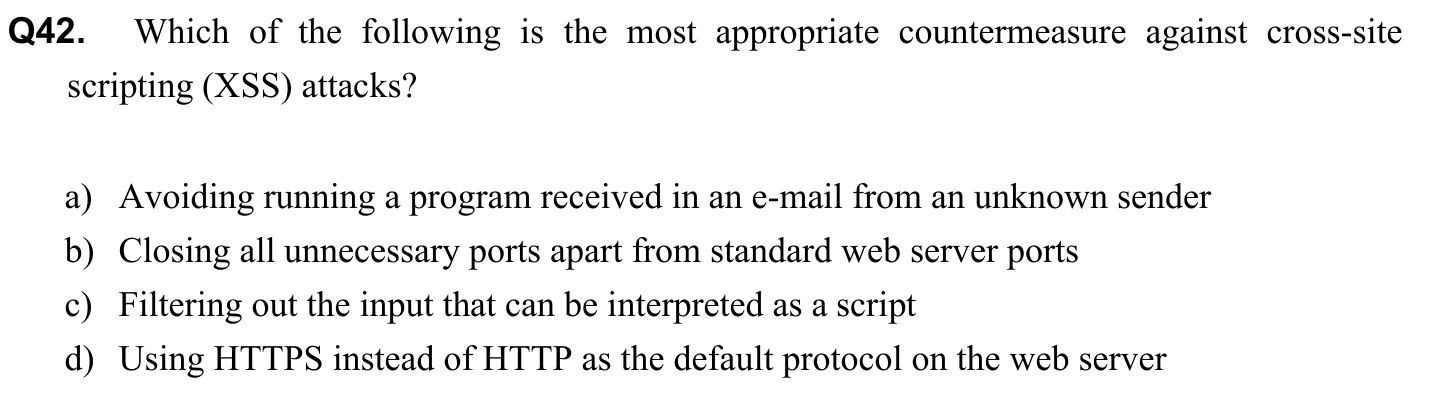 Q42. Which of the following is the most appropriate countermeasure against cross-site
scripting (XSS) attacks?
a) Avoiding running a program received in an e-mail from an unknown sender
b) Closing all unnecessary ports apart from standard web server ports
c) Filtering out the input that can be interpreted as a script
d) Using HTTPS instead of HTTP as the default protocol on the web server